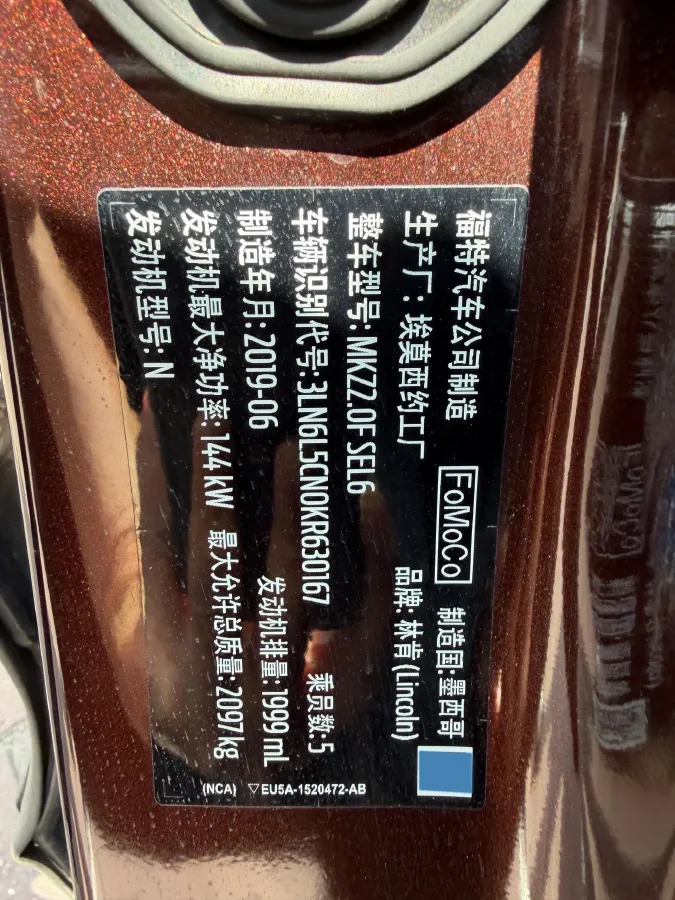 福特汽车公司制造 FoMoCo 制造国:墨西哥
生产厂:埃莫西约工厂 品牌:林肯(Lincoln)
整车型号:MKZ2.0F SEL6
车辆识别代号:3LN6L5CN0KR630167 乘员数:5
制造年月:2019-06 发动机排量:1999 ml
发动机最大净功率:144 kW 最大允许总质量:2097kg
发动机型号:N
(NCA) ▽EU5A-1520472-AB